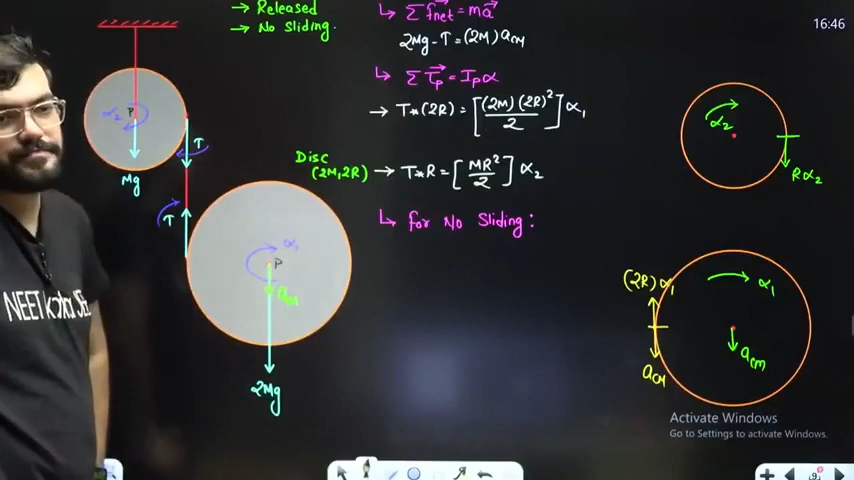 → Released
→ No Sliding.
16:46
↳ Σfnet = ma
2Mg - T = (2M) aCM
↳ Στp = Ipα
→ T*(2R) = [(2M)(2R)²/2] α1
Disc
(2M, 2R)
→ T*R = [MR²/2] α2
↳ for No Sliding:
P
α2
T
Mg
T
α1
P
aCM
2Mg
α2
Rα2
(2R)α1
α1
aCM
aCM
Activate Windows
Go to Settings to activate Windows.